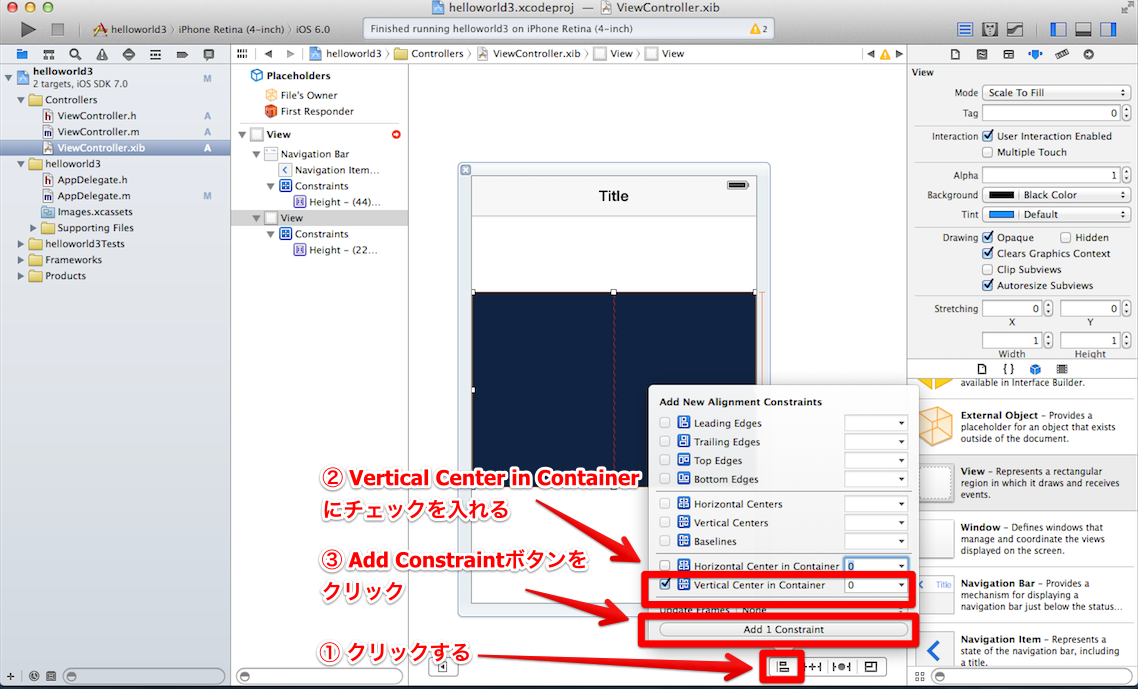 helloworld3.xcodeproj — ViewController.xib
helloworld3 〉 iPhone Retina (4-inch) 〉 iOS 6.0
Finished running helloworld3 on iPhone Retina (4-inch)
2
helloworld3 〉 Controllers 〉 ViewController.xib 〉 View 〉 View
helloworld3
2 targets, iOS SDK 7.0
M
Controllers
ViewController.h
A
ViewController.m
A
ViewController.xib
A
helloworld3
AppDelegate.h
AppDelegate.m
M
Images.xcassets
Supporting Files
helloworld3Tests
Frameworks
Products
Placeholders
File's Owner
First Responder
View
Navigation Bar
Navigation Item...
Constraints
Height - (44)...
View
Constraints
Height - (22...
Title
② Vertical Center in Container
にチェックを入れる
③ Add Constraintボタンを
クリック
① クリックする
Add New Alignment Constraints
Leading Edges
Trailing Edges
Top Edges
Bottom Edges
Horizontal Centers
Vertical Centers
Baselines
Horizontal Center in Container 0
Vertical Center in Container 0
Update Frames None
Add 1 Constraint
View
Mode Scale To Fill
Tag 0
Interaction User Interaction Enabled
Multiple Touch
Alpha 1
Background Black Color
Tint Default
Drawing Opaque Hidden
Clears Graphics Context
Clip Subviews
Autoresize Subviews
Stretching 0 0
X Y
1 1
Width Height
{ }
available in Interface Builder.
External Object - Provides a
placeholder for an object that exists
outside of the document.
View - Represents a rectangular
region in which it draws and receives
events.
Window - Defines windows that
manage and coordinate the views
displayed on the screen.
Title
Navigation Bar - Provides a
mechanism for displaying a
navigation bar just below the status...
Navigation Item - Represents a
state of the navigation bar, including
a title.